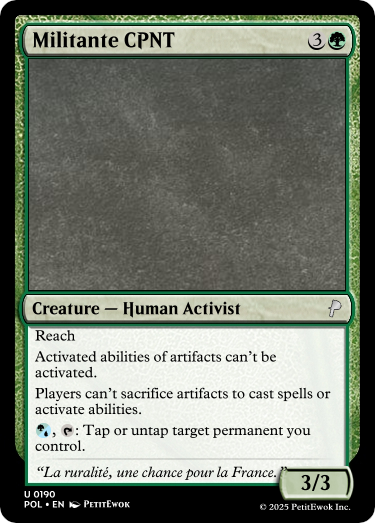 Militante CPNT 3
Creature — Human Activist
Reach
Activated abilities of artifacts can't be
activated.
Players can't sacrifice artifacts to cast spells or
activate abilities.
, : Tap or untap target permanent you
control.
“La ruralité, une chance pour la France.”
3/3
U 0190
POL • EN PetitEwok
© 2025 PetitEwok Inc.